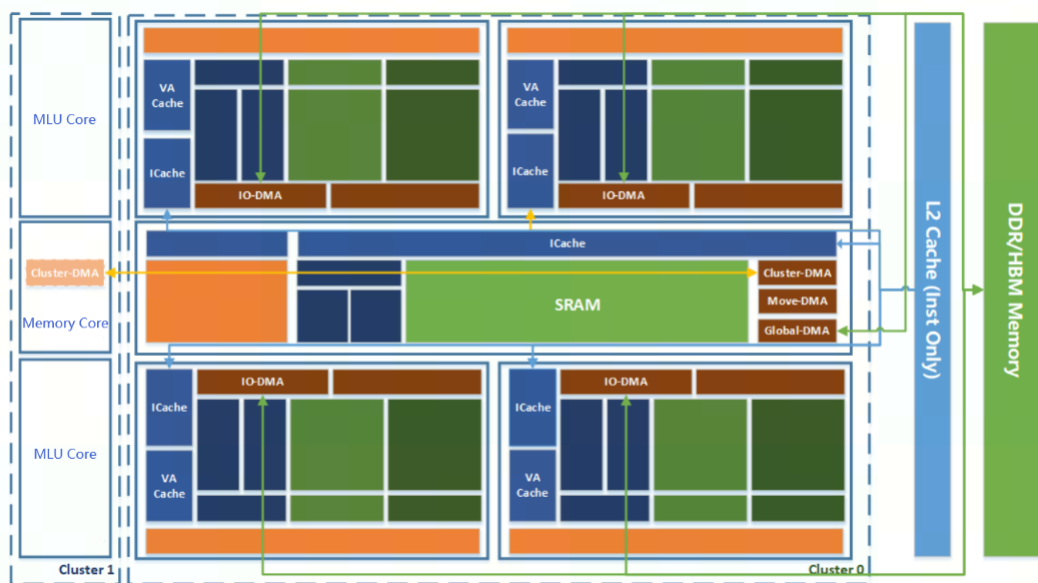 MLU Core
VA
Cache
ICache
IO-DMA
VA
Cache
ICache
IO-DMA
Cluster-DMA
Memory Core
ICache
SRAM
Cluster-DMA
Move-DMA
Global-DMA
MLU Core
ICache
VA
Cache
IO-DMA
ICache
VA
Cache
IO-DMA
Cluster 1
Cluster 0
L2 Cache (Inst Only)
DDR/HBM Memory